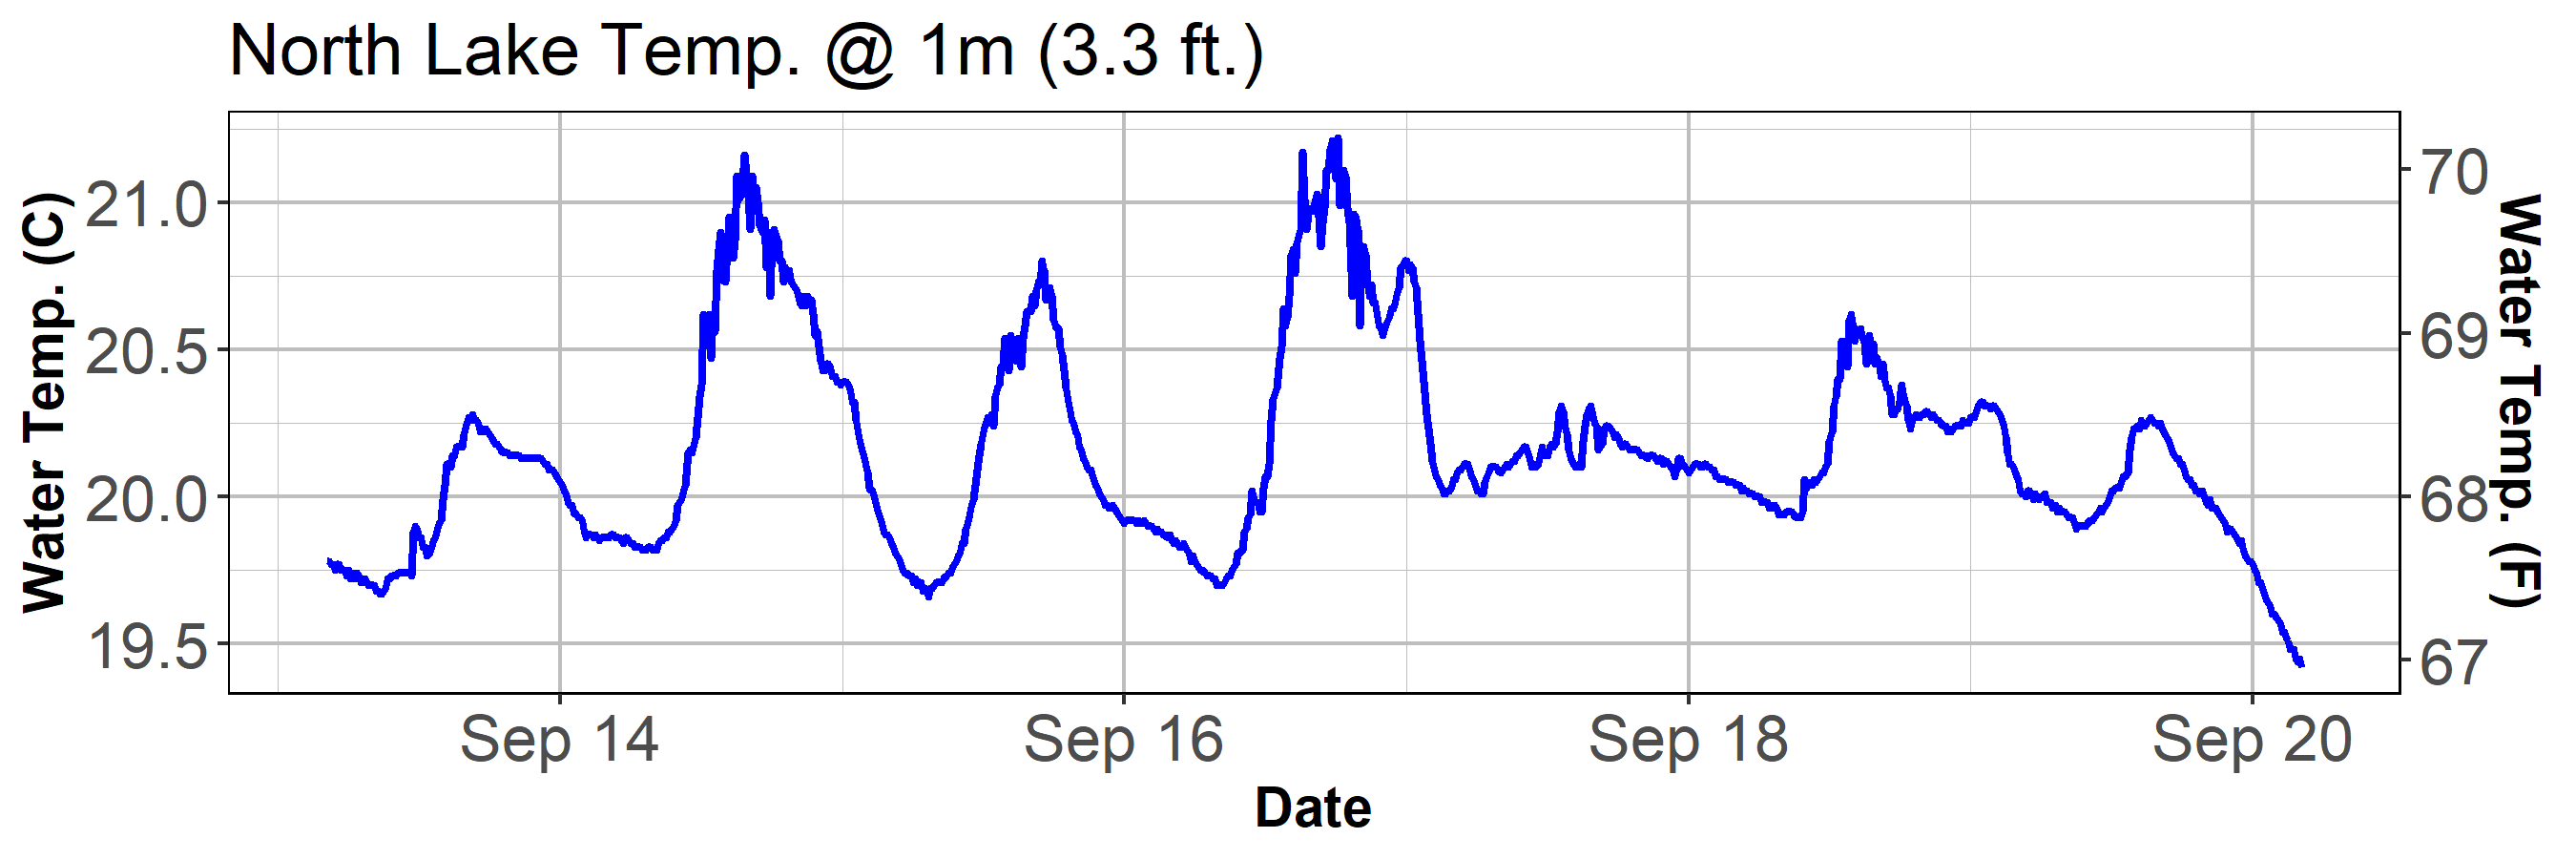 North Lake Temp. @ 1m (3.3 ft.)
Water Temp. (C)
21.0
20.5
20.0
19.5
70
69
68
67
Water Temp. (F)
Sep 14
Sep 16
Sep 18
Sep 20
Date